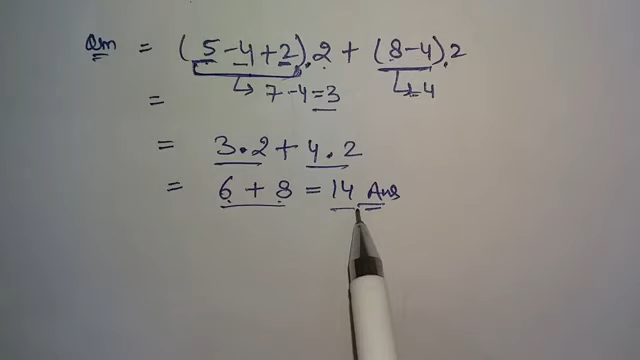 Qm = (5-4+2).2 + (8-4).2
= ↳ 7-4=3 ↳ =4
= 3.2 + 4.2
= 6 + 8 = 14 Ans